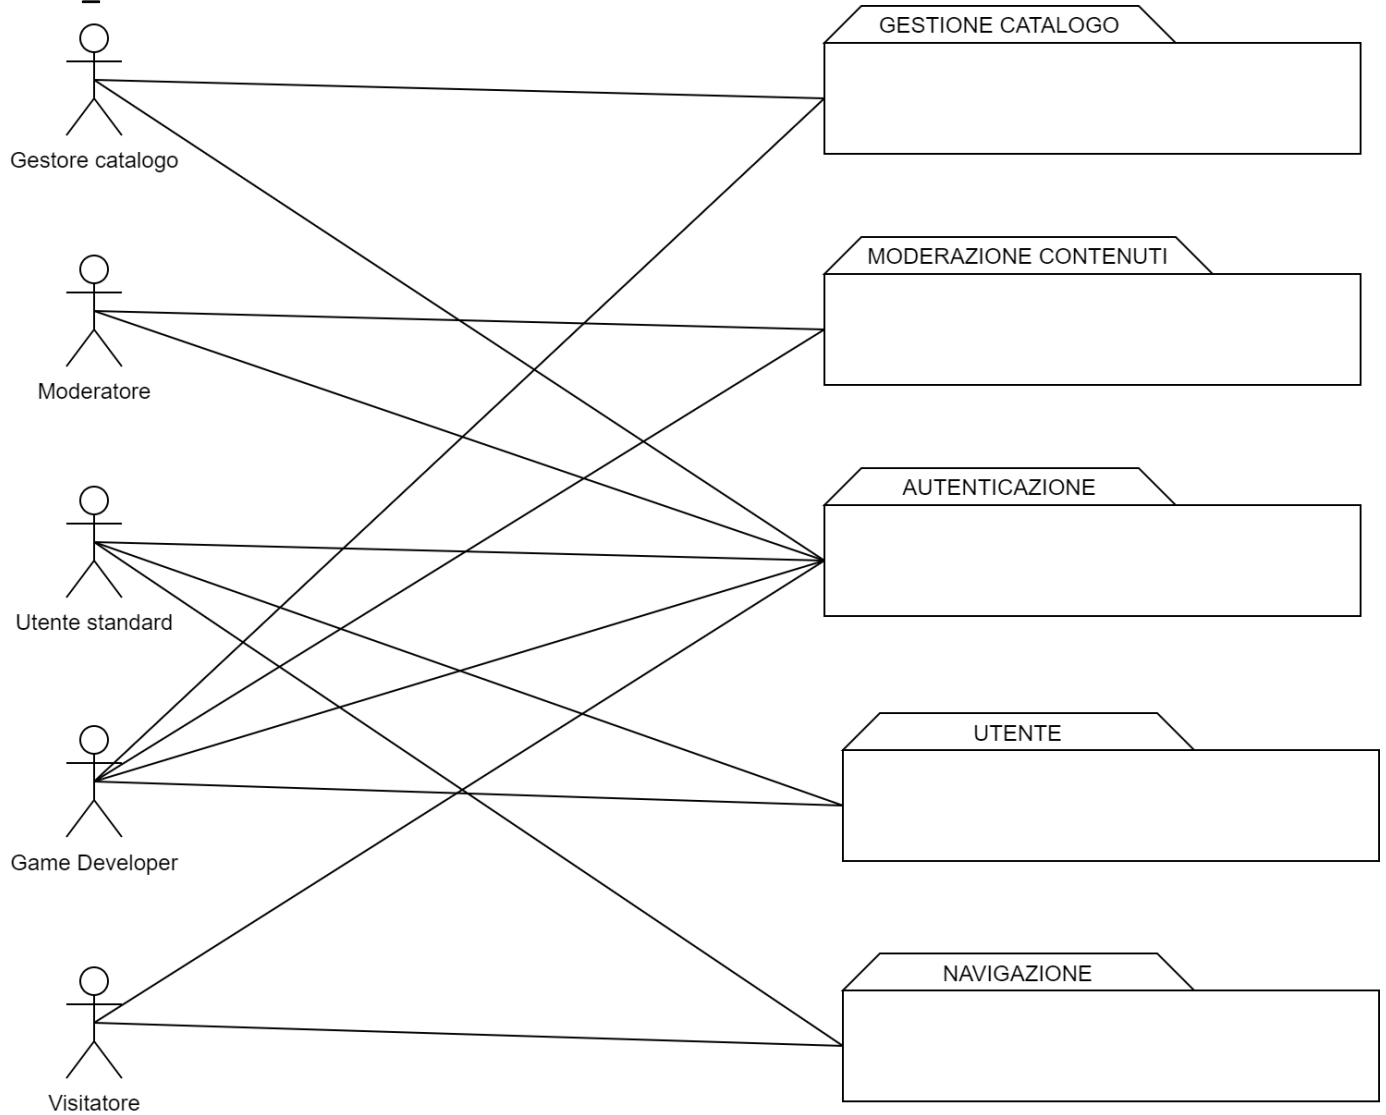 GESTIONE CATALOGO
Gestore catalogo
MODERAZIONE CONTENUTI
Moderatore
AUTENTICAZIONE
Utente standard
UTENTE
Game Developer
NAVIGAZIONE
Visitatore